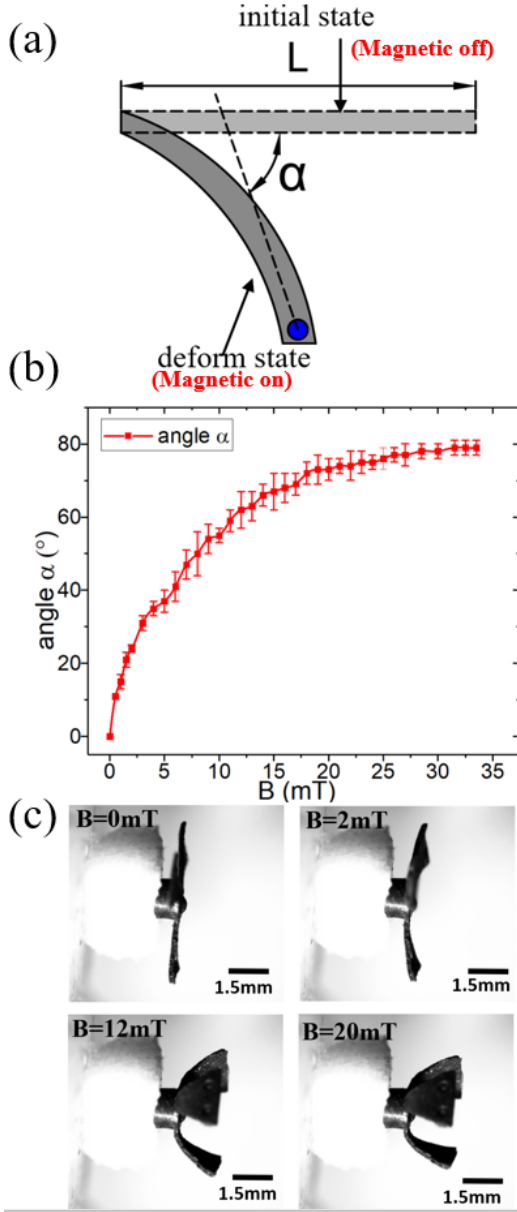 (a)
initial state
(Magnetic off)
L
α
deform state
(Magnetic on)
(b)
angle α
80
60
40
20
0
angle α (°)
0 5 10 15 20 25 30 35
B (mT)
(c)
B=0mT
B=2mT
1.5mm
1.5mm
B=12mT
B=20mT
1.5mm
1.5mm